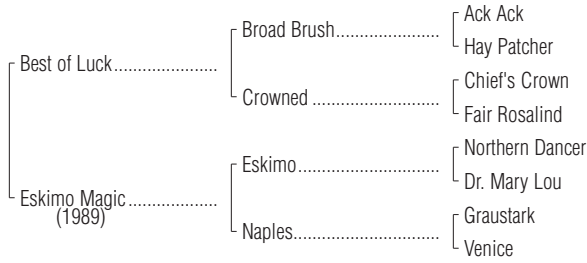 Ack Ack
Broad Brush
Hay Patcher
Best of Luck
Chief's Crown
Crowned
Fair Rosalind
Northern Dancer
Eskimo
Dr. Mary Lou
Eskimo Magic
(1989)
Graustark
Naples
Venice